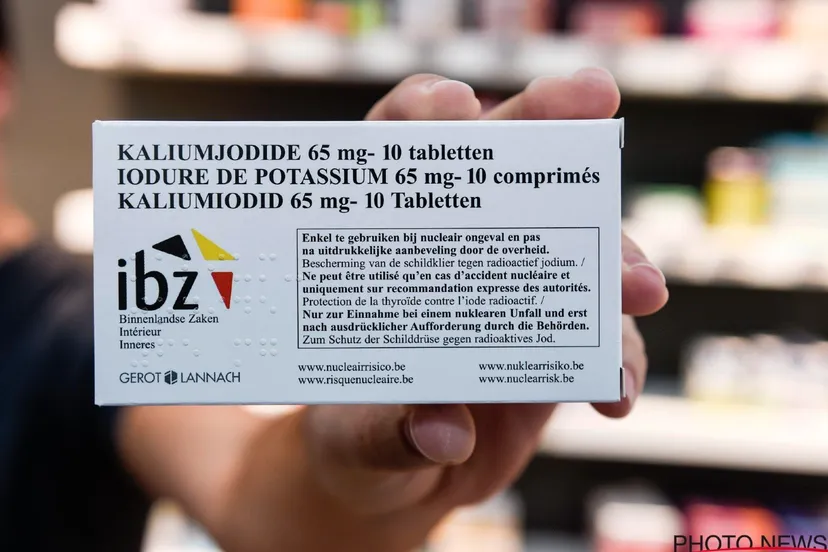 KALIUMJODIDE 65 mg- 10 tabletten
IODURE DE POTASSIUM 65 mg- 10 comprimés
KALIUMIODID 65 mg- 10 Tabletten
ibz
Binnenlandse Zaken
Intérieur
Inneres
Enkel te gebruiken bij nucleair ongeval en pas
na uitdrukkelijke aanbeveling door de overheid.
Bescherming van de schildklier tegen radioactief jodium. /
Ne peut être utilisé qu'en cas d'accident nucléaire et
uniquement sur recommandation expresse des autorités.
Protection de la thyroïde contre l'iode radioactif. /
Nur zur Einnahme bei einem nuklearen Unfall und erst
nach ausdrücklicher Aufforderung durch die Behörden.
Zum Schutz der Schilddrüse gegen radioaktives Jod.
GEROT LANNACH
www.nucleairrisico.be
www.risquenucleaire.be
www.nuklearrisiko.be
www.nuclearrisk.be
PHOTO NEWS